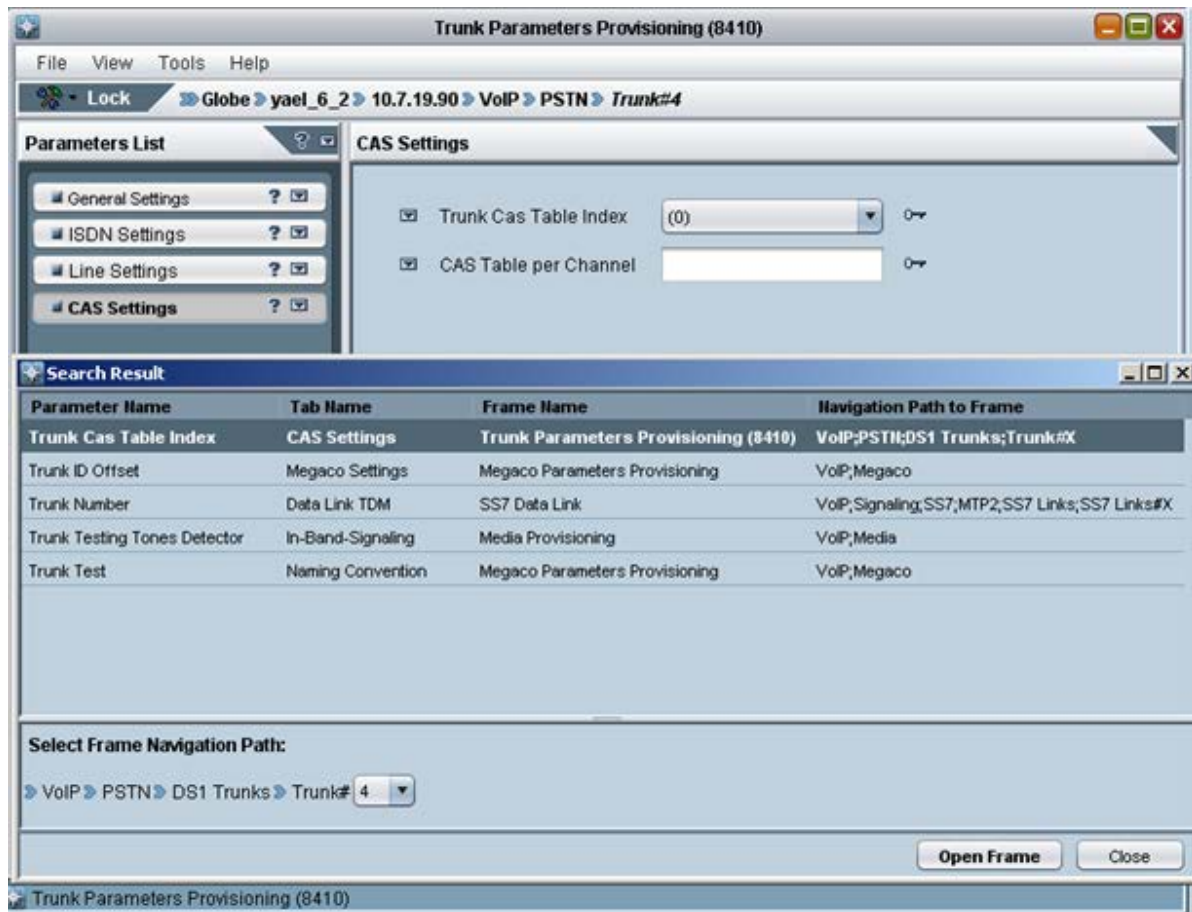 Trunk Parameters Provisioning (8410)
File View Tools Help
Lock Globe yael_6_2 10.7.19.90 VoIP PSTN Trunk#4
Parameters List ?
CAS Settings
General Settings ?
ISDN Settings ?
Line Settings ?
CAS Settings ?
Trunk Cas Table Index (0)
CAS Table per Channel
Search Result
Parameter Name Tab Name Frame Name Navigation Path to Frame
Trunk Cas Table Index CAS Settings Trunk Parameters Provisioning (8410) VoIP;PSTN;DS1 Trunks;Trunk#X
Trunk ID Offset Megaco Settings Megaco Parameters Provisioning VoIP;Megaco
Trunk Number Data Link TDM SS7 Data Link VoIP;Signaling;SS7;MTP2;SS7 Links;SS7 Links#X
Trunk Testing Tones Detector In-Band-Signaling Media Provisioning VoIP;Media
Trunk Test Naming Convention Megaco Parameters Provisioning VoIP;Megaco
Select Frame Navigation Path:
VoIP PSTN DS1 Trunks Trunk# 4
Open Frame Close
Trunk Parameters Provisioning (8410)